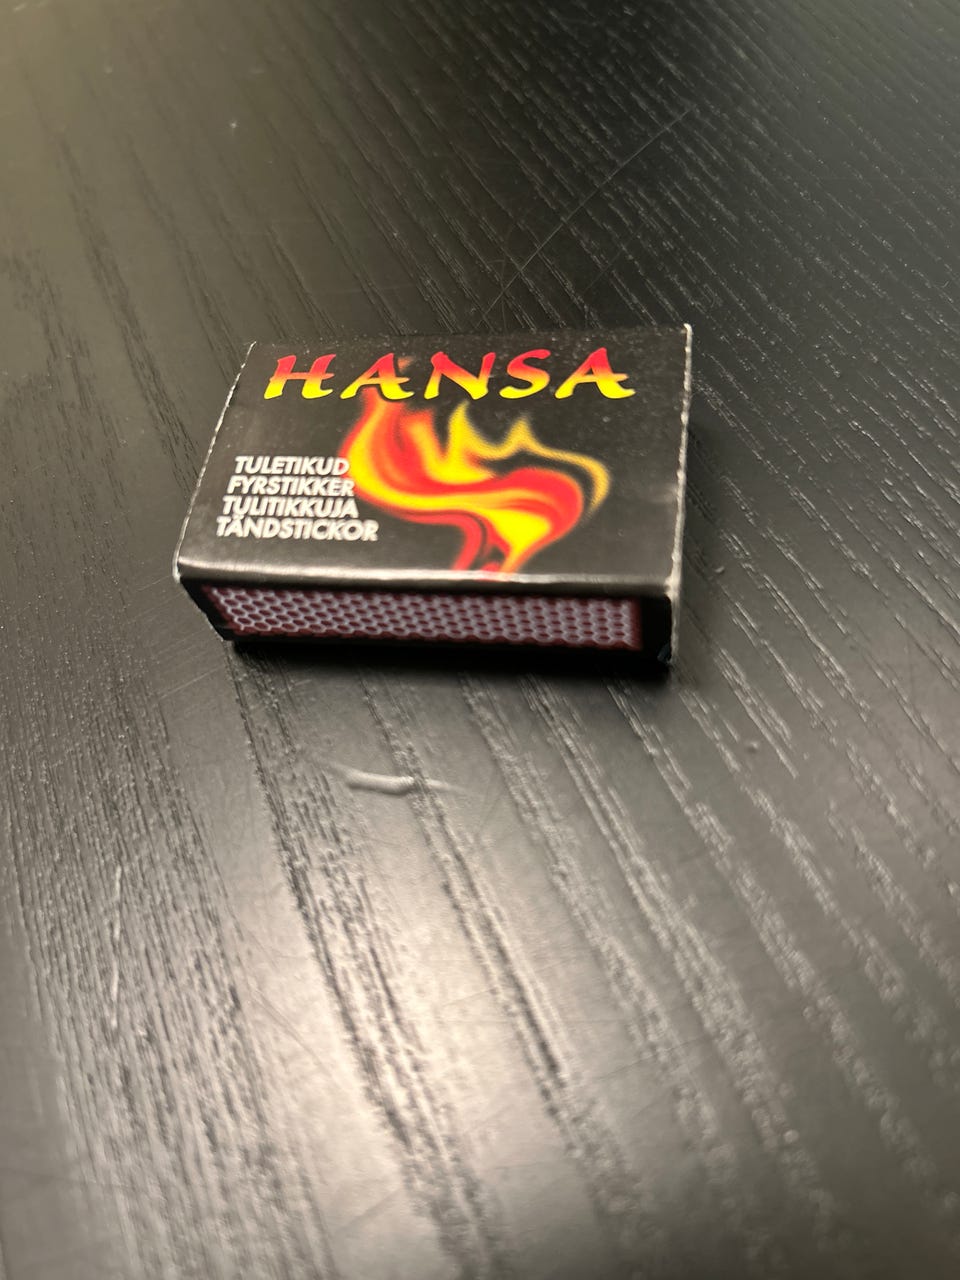 HANSA
TULETIKUD
FYRSTIKKER
TULITIKKUJA
TÄNDSTICKOR